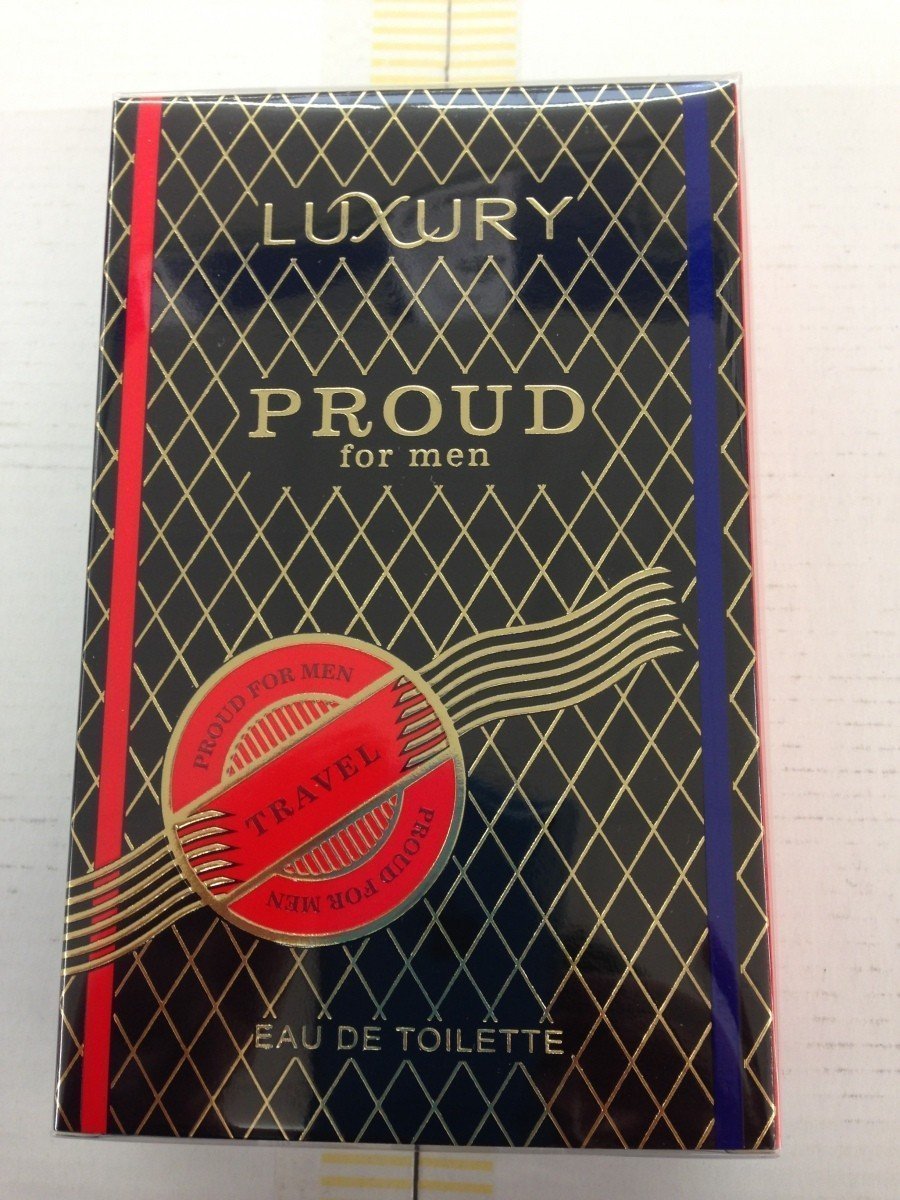 LUXURY
PROUD
for men
PROUD FOR MEN
TRAVEL
PROUD FOR MEN
EAU DE TOILETTE